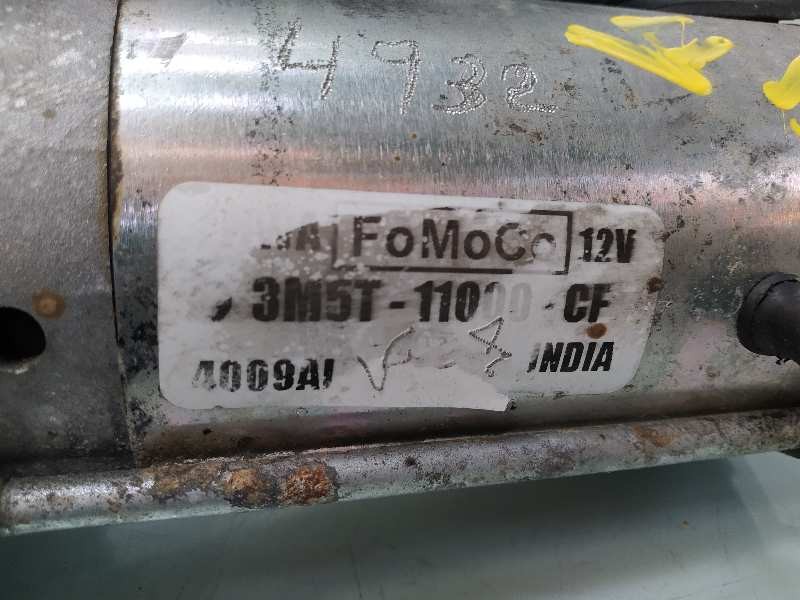 4932
FoMoCo 12V
3M5T-11000-CF
4009AI
INDIA